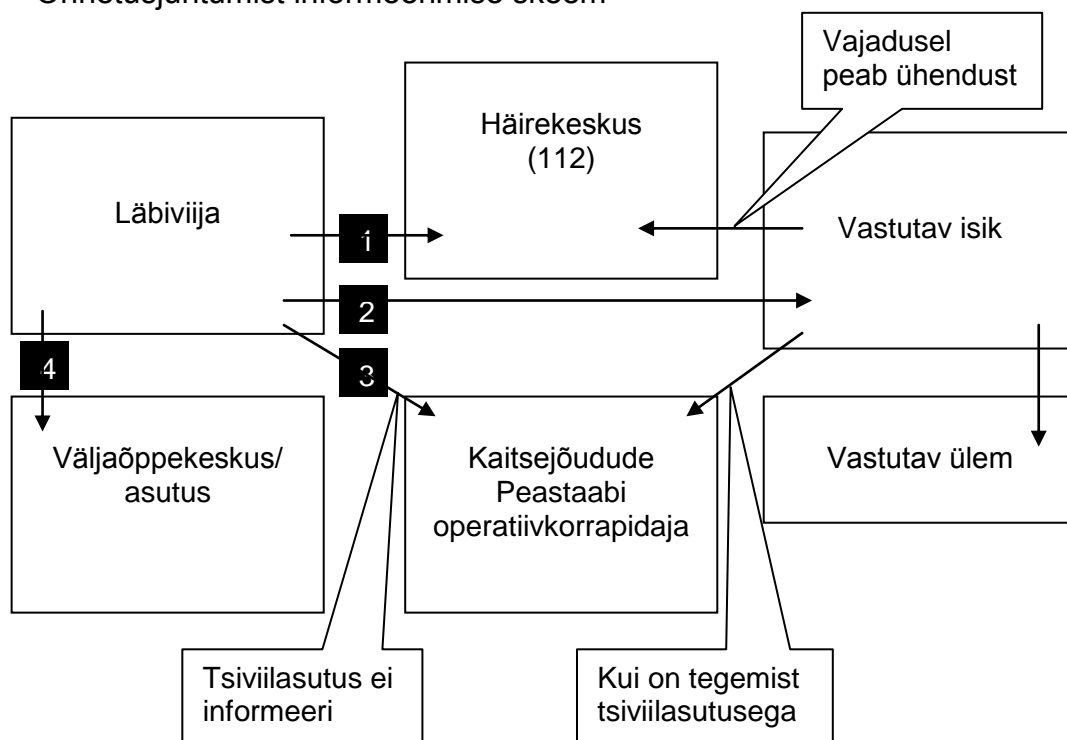 Vajadusel
peab ühendust
Häirekeskus
(112)
Läbiviija
Vastutav isik
1
2
3
4
Väljaõppekeskus/
asutus
Kaitsejõudude
Peastaabi
operatiivkorrapidaja
Vastutav ülem
Tsiviilasutus ei
informeeri
Kui on tegemist
tsiviilasutusega